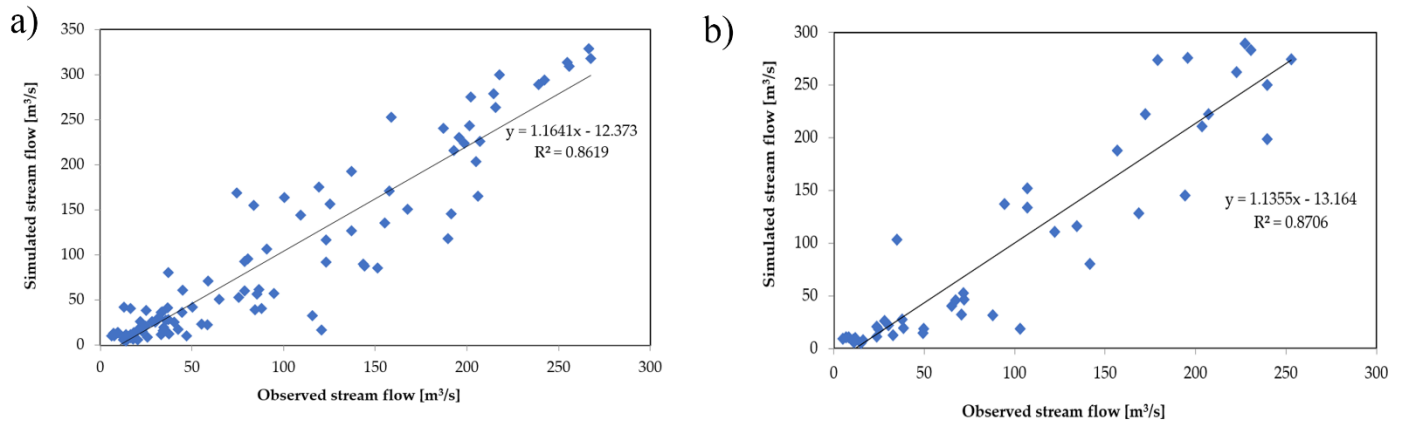 a)
350
300
250
200
150
100
50
0
Simulated stream flow [m³/s]
y = 1.1641x - 12.373
R² = 0.8619
0 50 100 150 200 250 300
Observed stream flow [m³/s]
b)
300
250
200
150
100
50
0
Simulated stream flow [m³/s]
y = 1.1355x - 13.164
R² = 0.8706
0 50 100 150 200 250 300
Observed stream flow [m³/s]